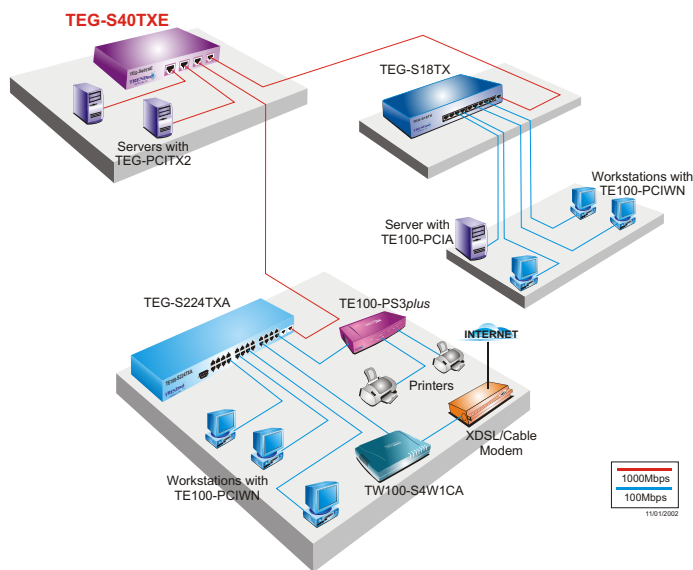 TEG-S40TXE
TRENDnet
Servers with
TEG-PCITX2
TEG-S18TX
Workstations with
TE100-PCIWN
Server with
TE100-PCIA
TEG-S224TXA
TE100-PS3plus
INTERNET
Printers
XDSL/Cable
Modem
TW100-S4W1CA
Workstations with
TE100-PCIWN
1000Mbps
100Mbps
11/01/2002